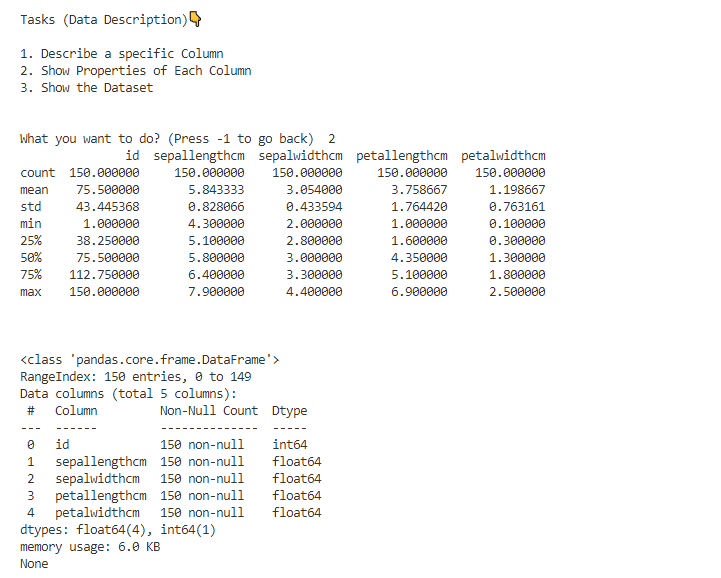 Tasks (Data Description)👇
1. Describe a specific Column
2. Show Properties of Each Column
3. Show the Dataset
What you want to do? (Press -1 to go back)  2
               id  sepallengthcm  sepalwidthcm  petallengthcm  petalwidthcm
count  150.000000     150.000000    150.000000     150.000000    150.000000
mean    75.500000       5.843333      3.054000       3.758667      1.198667
std     43.445368       0.828066      0.433594       1.764420      0.763161
min      1.000000       4.300000      2.000000       1.000000      0.100000
25%     38.250000       5.100000      2.800000       1.600000      0.300000
50%     75.500000       5.800000      3.000000       4.350000      1.300000
75%    112.750000       6.400000      3.300000       5.100000      1.800000
max    150.000000       7.900000      4.400000       6.900000      2.500000
<class 'pandas.core.frame.DataFrame'>
RangeIndex: 150 entries, 0 to 149
Data columns (total 5 columns):
 #   Column         Non-Null Count  Dtype
---  ------         --------------  -----
 0   id             150 non-null    int64
 1   sepallengthcm  150 non-null    float64
 2   sepalwidthcm   150 non-null    float64
 3   petallengthcm  150 non-null    float64
 4   petalwidthcm   150 non-null    float64
dtypes: float64(4), int64(1)
memory usage: 6.0 KB
None